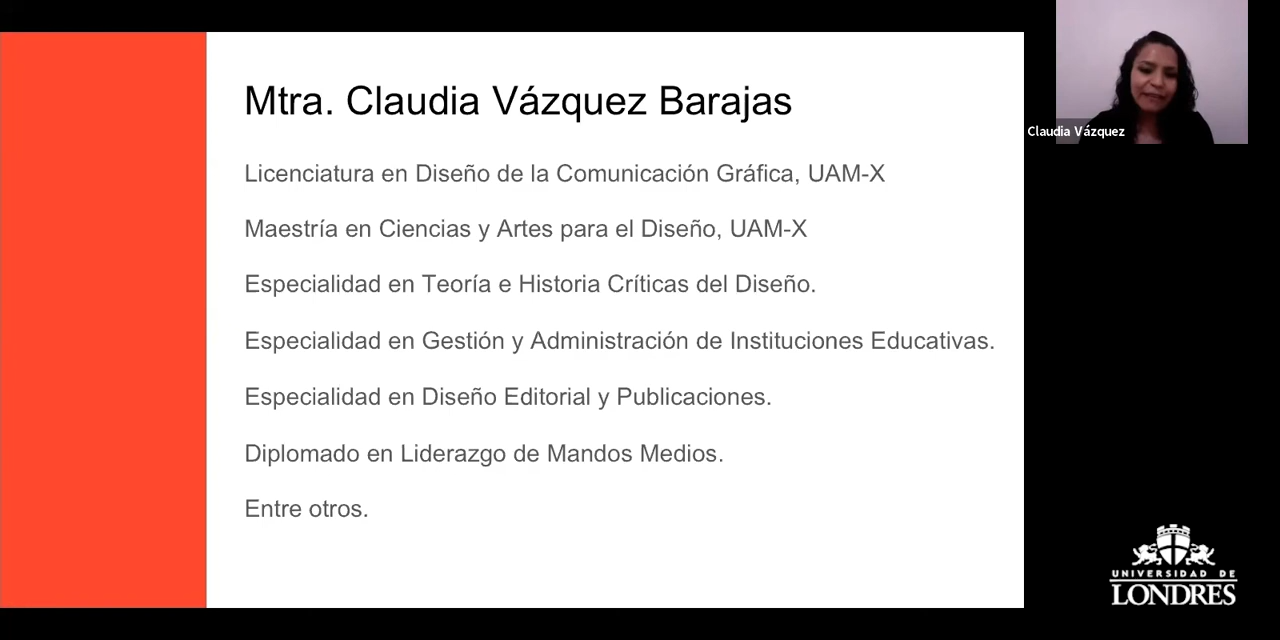 Mtra. Claudia Vázquez Barajas
Licenciatura en Diseño de la Comunicación Gráfica, UAM-X
Maestría en Ciencias y Artes para el Diseño, UAM-X
Especialidad en Teoría e Historia Críticas del Diseño.
Especialidad en Gestión y Administración de Instituciones Educativas.
Especialidad en Diseño Editorial y Publicaciones.
Diplomado en Liderazgo de Mandos Medios.
Entre otros.
Claudia Vázquez
UNIVERSIDAD DE
LONDRES